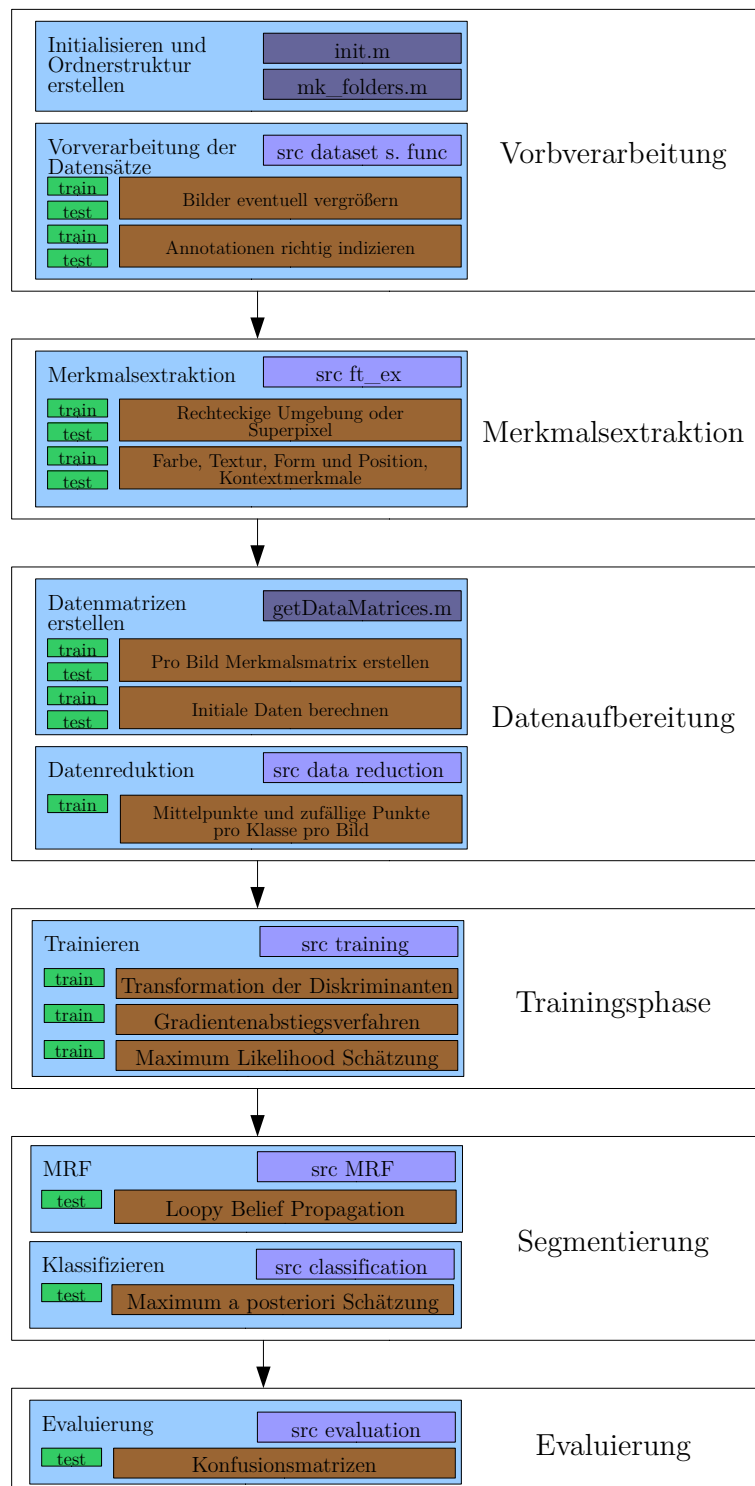 Initialisieren und
Ordnerstruktur
erstellen
init.m
mk_folders.m
Vorverarbeitung der
Datensätze
src dataset s. func
train
test
Bilder eventuell vergrößern
train
test
Annotationen richtig indizieren
Vorbverarbeitung
Merkmalsextraktion
src ft_ex
train
test
Rechteckige Umgebung oder
Superpixel
train
test
Farbe, Textur, Form und Position,
Kontextmerkmale
Merkmalsextraktion
Datenmatrizen
erstellen
getDataMatrices.m
train
test
Pro Bild Merkmalsmatrix erstellen
train
test
Initiale Daten berechnen
Datenreduktion
src data reduction
train
Mittelpunkte und zufällige Punkte
pro Klasse pro Bild
Datenaufbereitung
Trainieren
src training
train
Transformation der Diskriminanten
train
Gradientenabstiegsverfahren
train
Maximum Likelihood Schätzung
Trainingsphase
MRF
src MRF
test
Loopy Belief Propagation
Klassifizieren
src classification
test
Maximum a posteriori Schätzung
Segmentierung
Evaluierung
src evaluation
test
Konfusionsmatrizen
Evaluierung